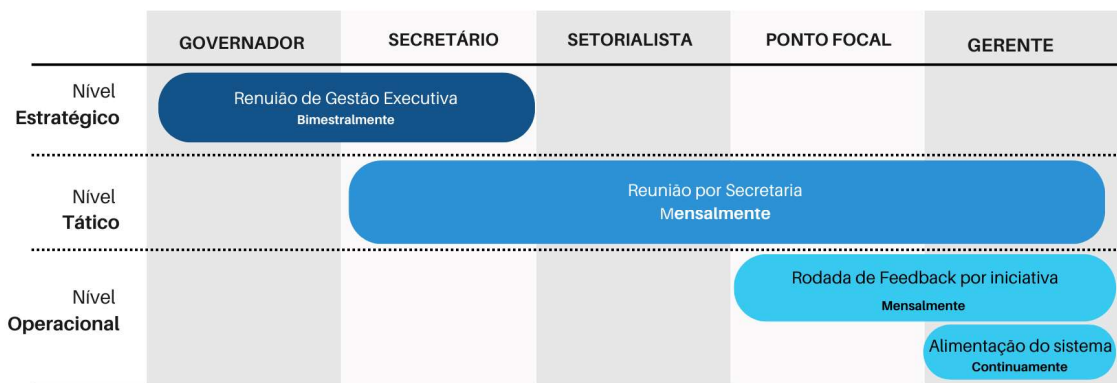 GOVERNADOR SECRETÁRIO SETORIALISTA PONTO FOCAL GERENTE
Nível
Estratégico
Renuião de Gestão Executiva
Bimestralmente
Nível
Tático
Reunião por Secretaria
Mensalmente
Nível
Operacional
Rodada de Feedback por iniciativa
Mensalmente
Alimentação do sistema
Continuamente